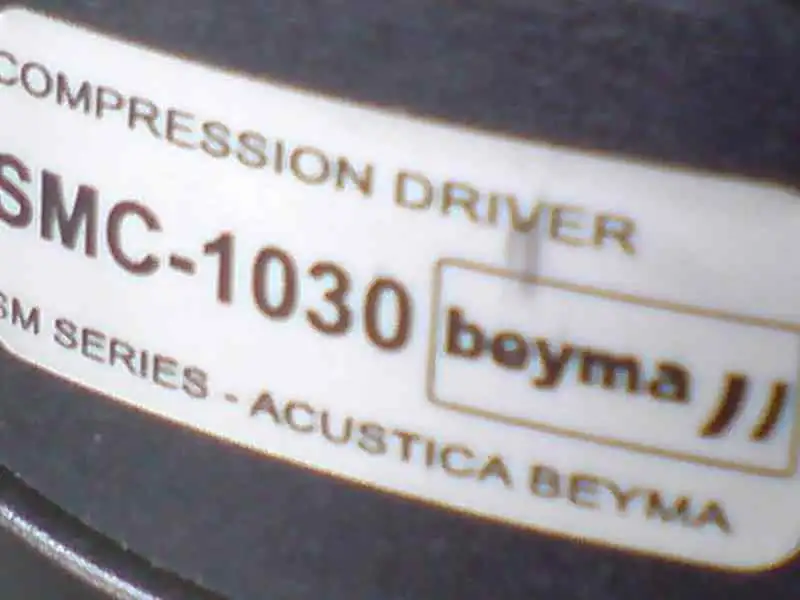 COMPRESSION DRIVER
SMC-1030
beyma
SM SERIES - ACUSTICA BEYMA